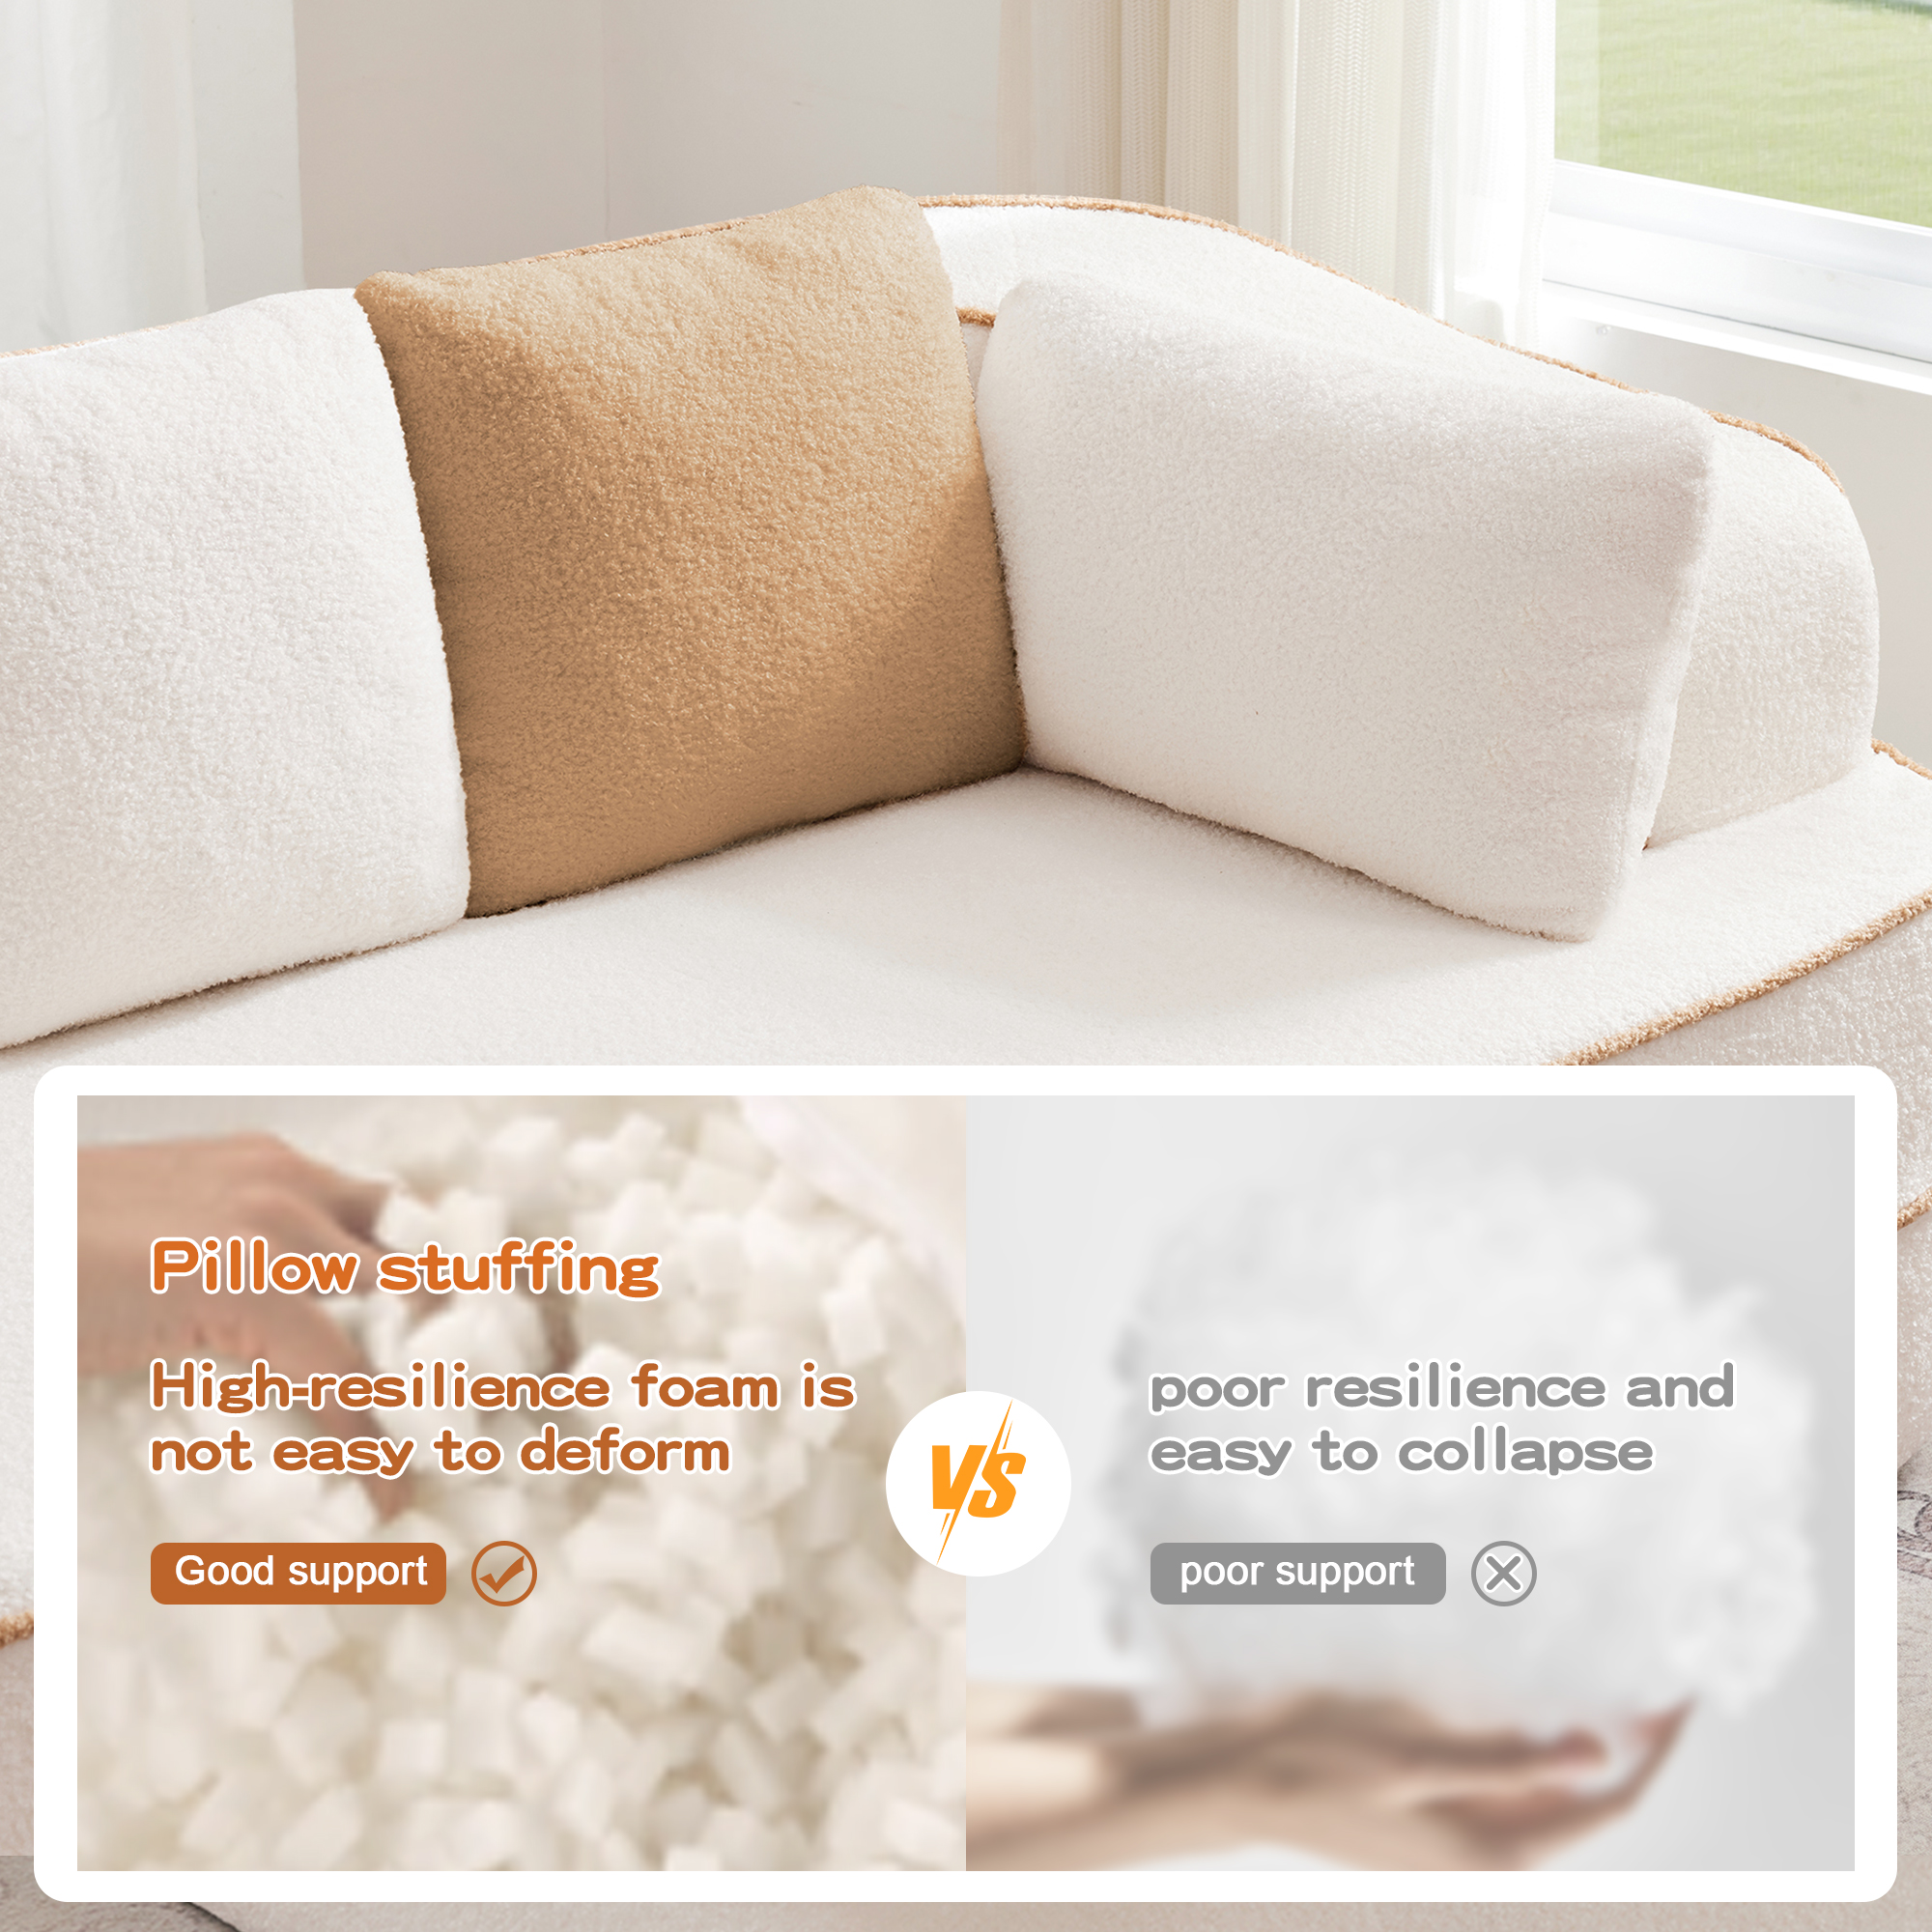 Pillow stuffing
High-resilience foam is
not easy to deform
Good support
VS
poor resilience and
easy to collapse
poor support